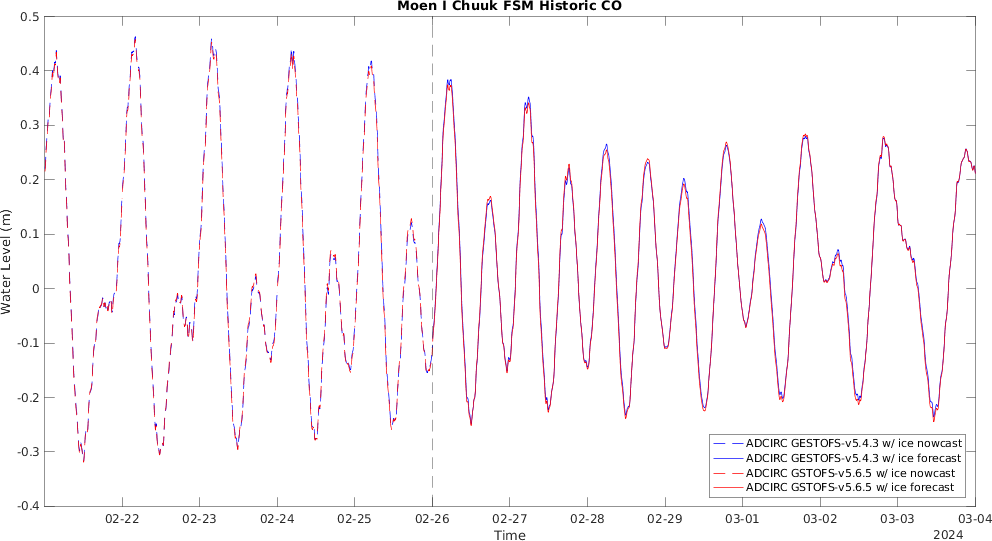 Moen I Chuuk FSM Historic CO
0.5
0.4
0.3
0.2
0.1
0
-0.1
-0.2
-0.3
-0.4
Water Level (m)
ADCIRC GESTOFS-v5.4.3 w/ ice nowcast
ADCIRC GESTOFS-v5.4.3 w/ ice forecast
ADCIRC GSTOFS-v5.6.5 w/ ice nowcast
ADCIRC GSTOFS-v5.6.5 w/ ice forecast
02-22 02-23 02-24 02-25 02-26 02-27 02-28 02-29 03-01 03-02 03-03 03-04
Time
2024